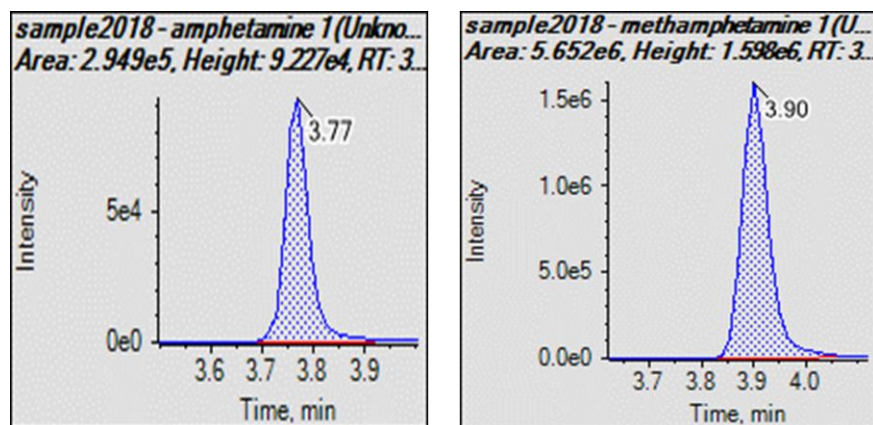 sample2018 - amphetamine 1 (Unkno...
Area: 2.949e5, Height: 9.227e4, RT: 3...
3.77
5e4
0e0
Intensity
3.6 3.7 3.8 3.9
Time, min
sample2018 - methamphetamine 1 (U...
Area: 5.652e6, Height: 1.598e6, RT: 3...
3.90
1.5e6
1.0e6
5.0e5
0.0e0
Intensity
3.7 3.8 3.9 4.0
Time, min